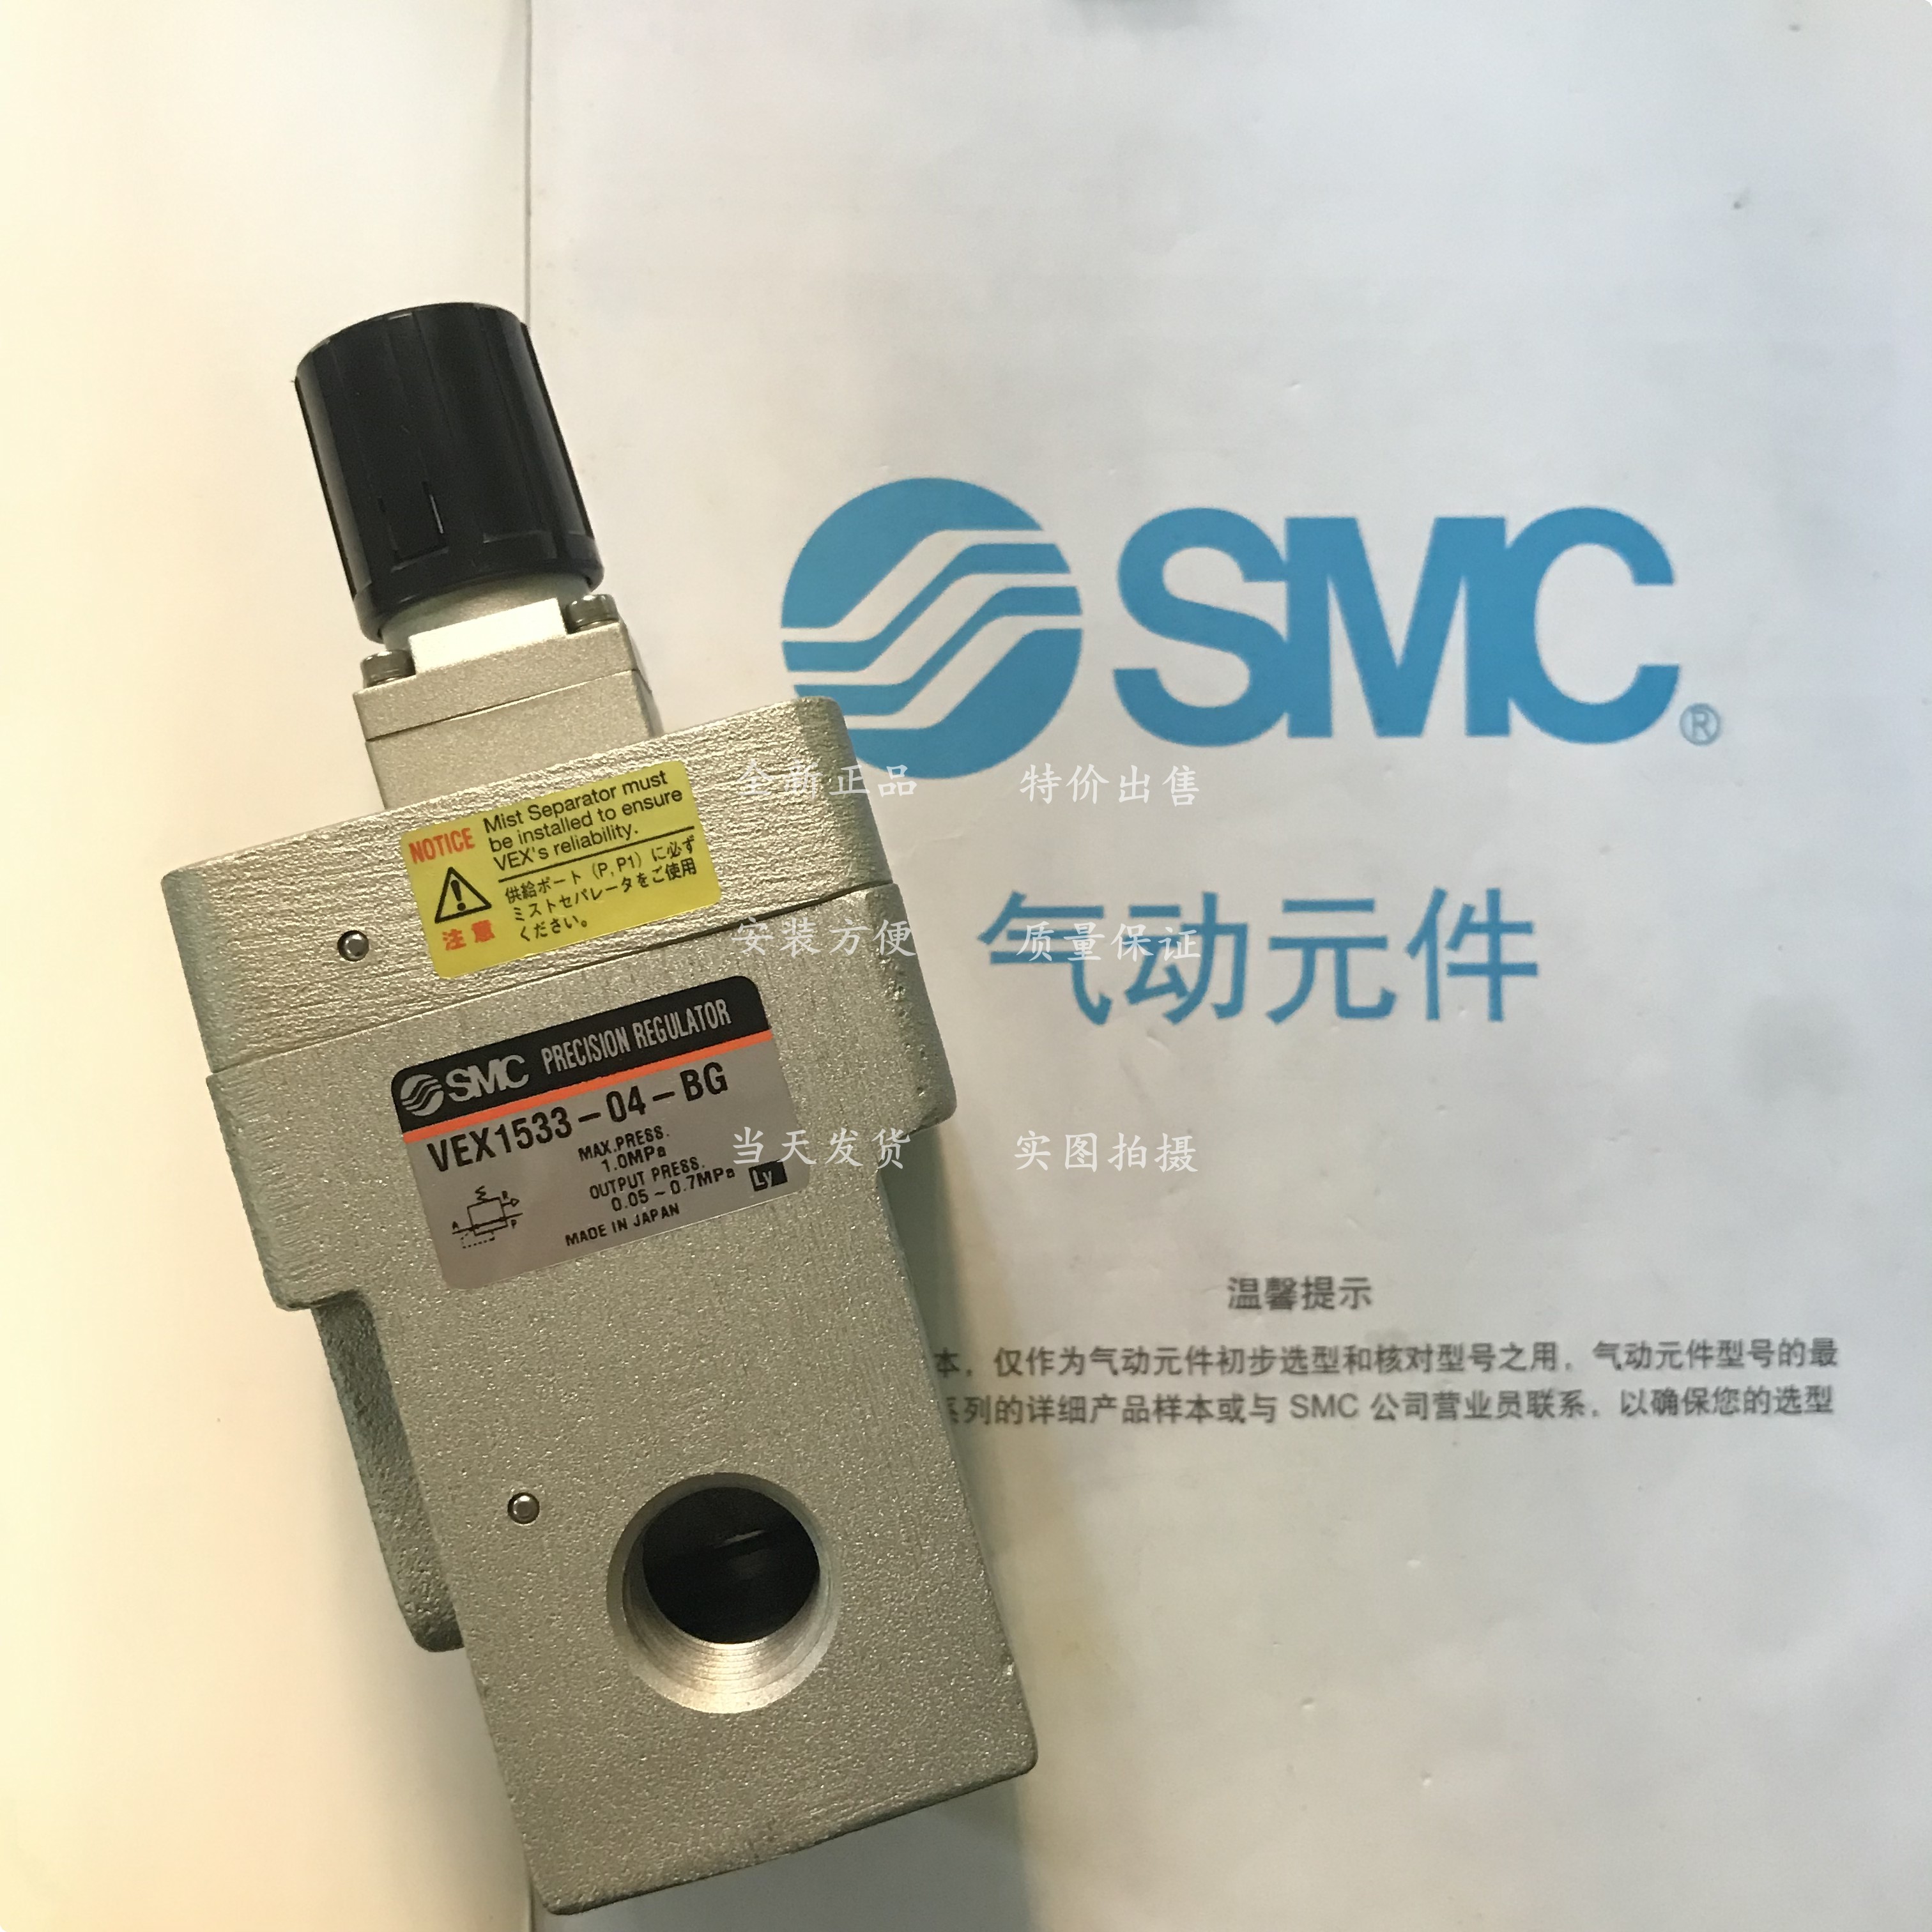 SMC®
全新正品 特价出售
气动元件
安装方便 质量保证
当天发货 实图拍摄
温馨提示
本，仅作为气动元件初步选型和核对型号之用，气动元件型号的最
系列的详细产品样本或与 SMC 公司营业员联系，以确保您的选型
NOTICE
Mist Separator must
be installed to ensure
VEX's reliability.
注意
供給ポート（P, P1）に必ず
ミストセパレータをご使用
ください。
SMC PRECISION REGULATOR
VEX1533-04-BG
MAX.PRESS.
1.0MPa
OUTPUT PRESS.
0.05~0.7MPa
Ly
MADE IN JAPAN
A
R
P